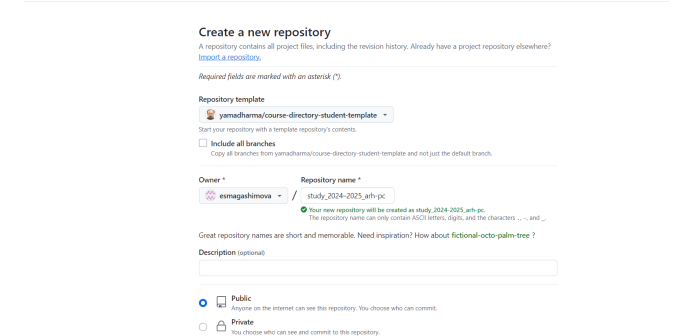 Create a new repository
A repository contains all project files, including the revision history. Already have a project repository elsewhere?
Import a repository.
Required fields are marked with an asterisk (*).
Repository template
yamadharma/course-directory-student-template
Start your repository with a template repository's contents.
Include all branches
Copy all branches from yamadharma/course-directory-student-template and not just the default branch.
Owner * Repository name *
esmagashimova / study_2024–2025_arh-pc
Your new repository will be created as study_2024-2025_arh-pc.
The repository name can only contain ASCII letters, digits, and the characters ., -, and _.
Great repository names are short and memorable. Need inspiration? How about fictional-octo-palm-tree ?
Description (optional)
Public
Anyone on the internet can see this repository. You choose who can commit.
Private
You choose who can see and commit to this repository.